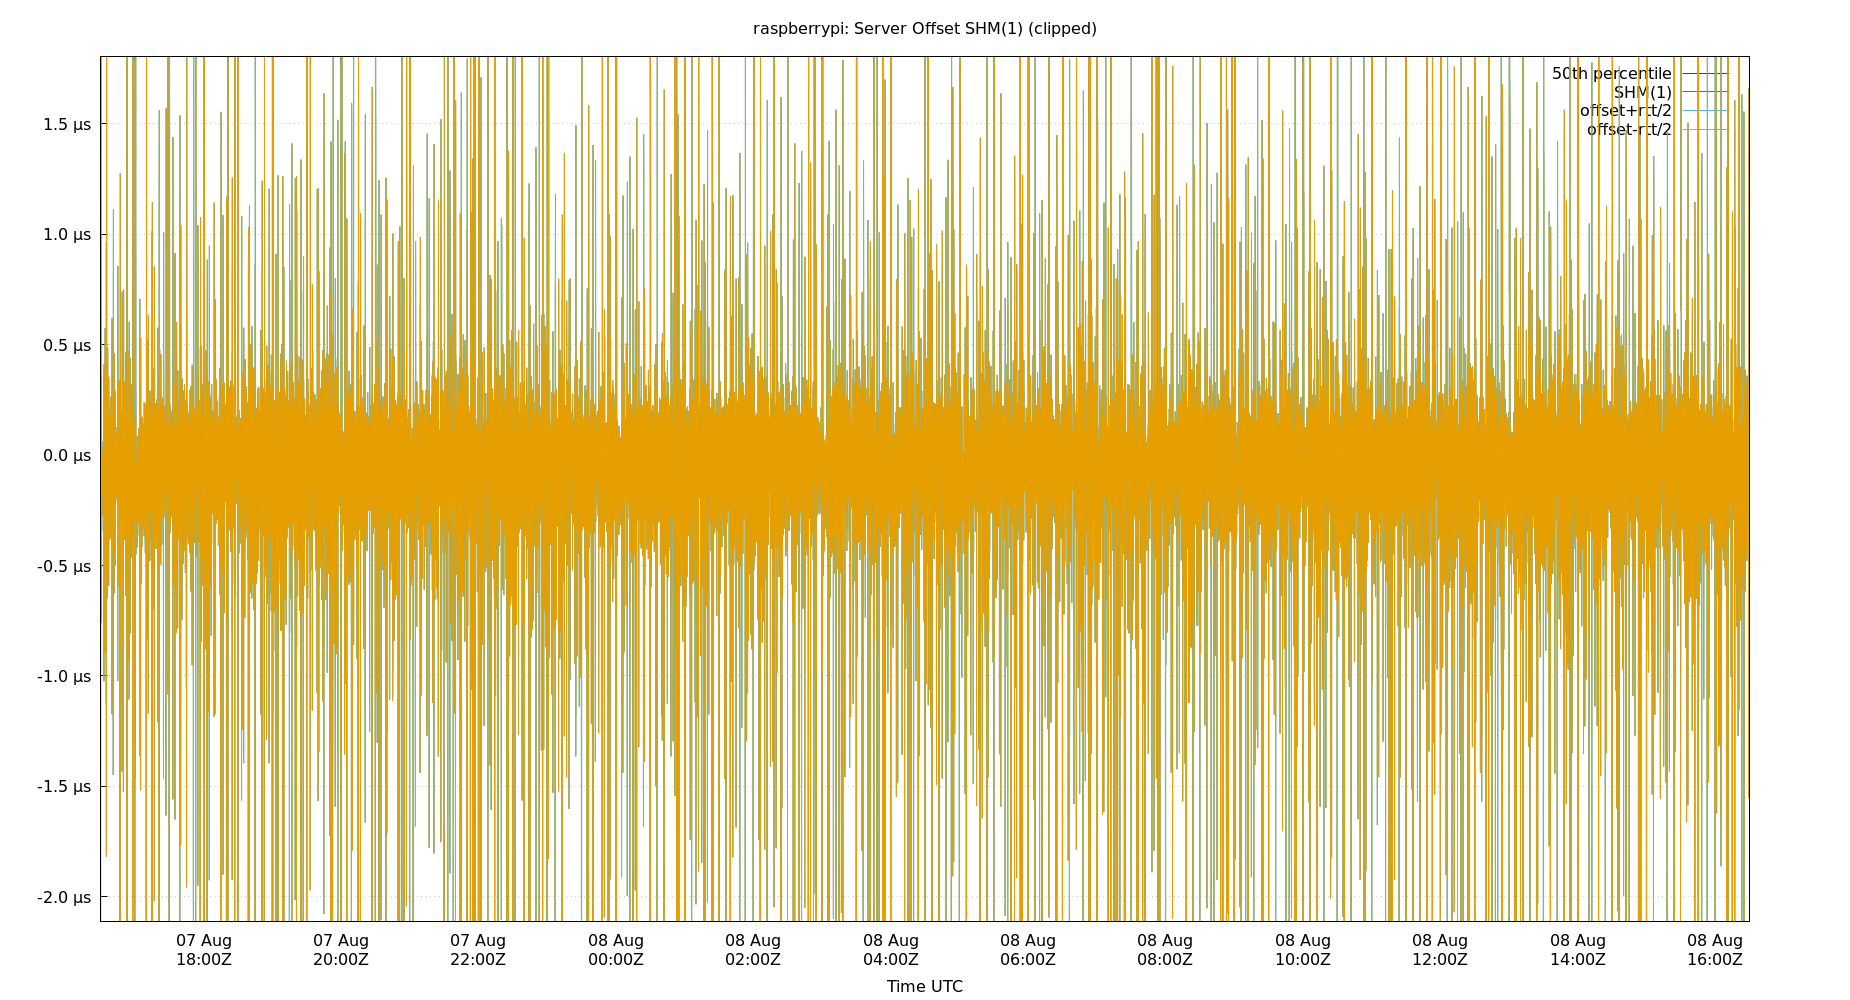 raspberrypi: Server Offset SHM(1) (clipped)
50th percentile
SHM(1)
offset+rtt/2
offset-rtt/2
1.5 µs
1.0 µs
0.5 µs
0.0 µs
-0.5 µs
-1.0 µs
-1.5 µs
-2.0 µs
07 Aug 07 Aug 07 Aug 08 Aug 08 Aug 08 Aug 08 Aug 08 Aug 08 Aug 08 Aug 08 Aug 08 Aug
18:00Z 20:00Z 22:00Z 00:00Z 02:00Z 04:00Z 06:00Z 08:00Z 10:00Z 12:00Z 14:00Z 16:00Z
Time UTC